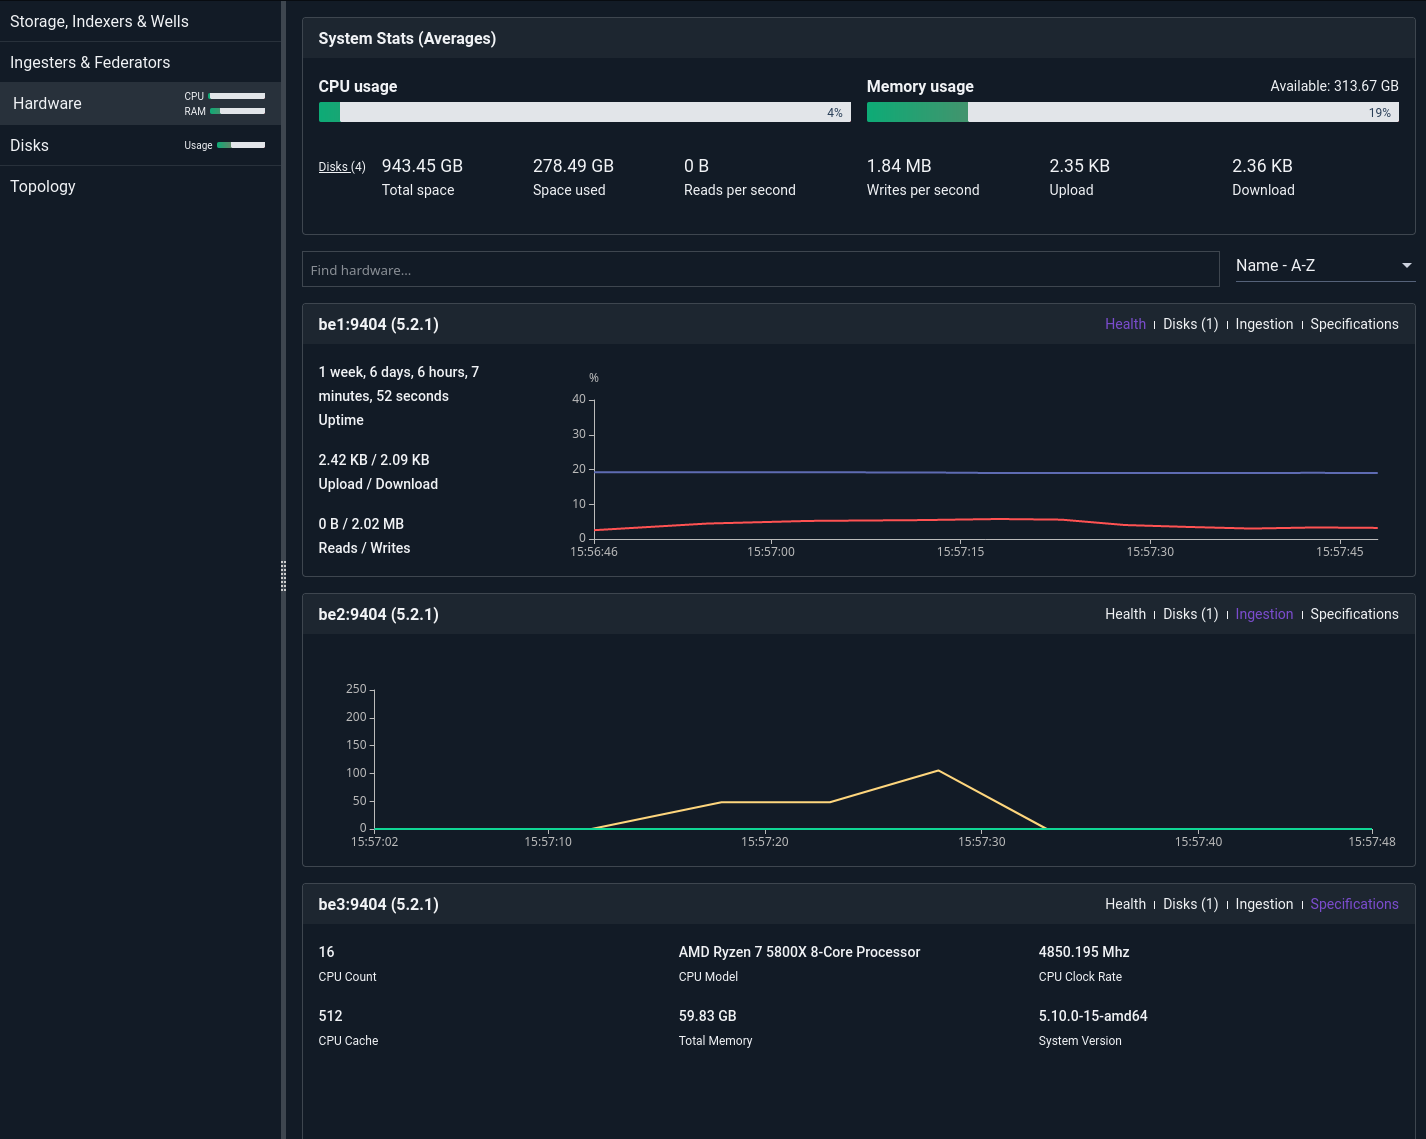 Storage, Indexers & Wells
Ingesters & Federators
Hardware
CPU
RAM
Disks
Usage
Topology
System Stats (Averages)
CPU usage
4%
Memory usage
Available: 313.67 GB
19%
Disks (4)
943.45 GB
Total space
278.49 GB
Space used
0 B
Reads per second
1.84 MB
Writes per second
2.35 KB
Upload
2.36 KB
Download
Find hardware...
Name - A-Z
be1:9404 (5.2.1)
Health
Disks (1)
Ingestion
Specifications
1 week, 6 days, 6 hours, 7
minutes, 52 seconds
Uptime
2.42 KB / 2.09 KB
Upload / Download
0 B / 2.02 MB
Reads / Writes
%
40
30
20
10
0
15:56:46
15:57:00
15:57:15
15:57:30
15:57:45
be2:9404 (5.2.1)
Health
Disks (1)
Ingestion
Specifications
250
200
150
100
50
0
15:57:02
15:57:10
15:57:20
15:57:30
15:57:40
15:57:48
be3:9404 (5.2.1)
Health
Disks (1)
Ingestion
Specifications
16
CPU Count
AMD Ryzen 7 5800X 8-Core Processor
CPU Model
4850.195 Mhz
CPU Clock Rate
512
CPU Cache
59.83 GB
Total Memory
5.10.0-15-amd64
System Version